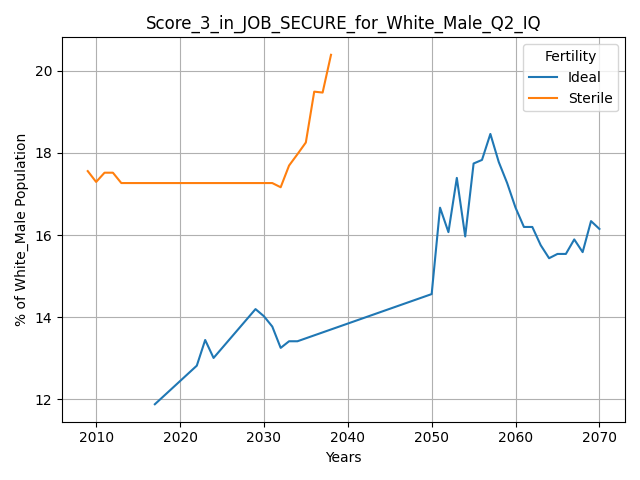 Score_3_in_JOB_SECURE_for_White_Male_Q2_IQ
Fertility
Ideal
Sterile
% of White_Male Population
20
18
16
14
12
2010 2020 2030 2040 2050 2060 2070
Years